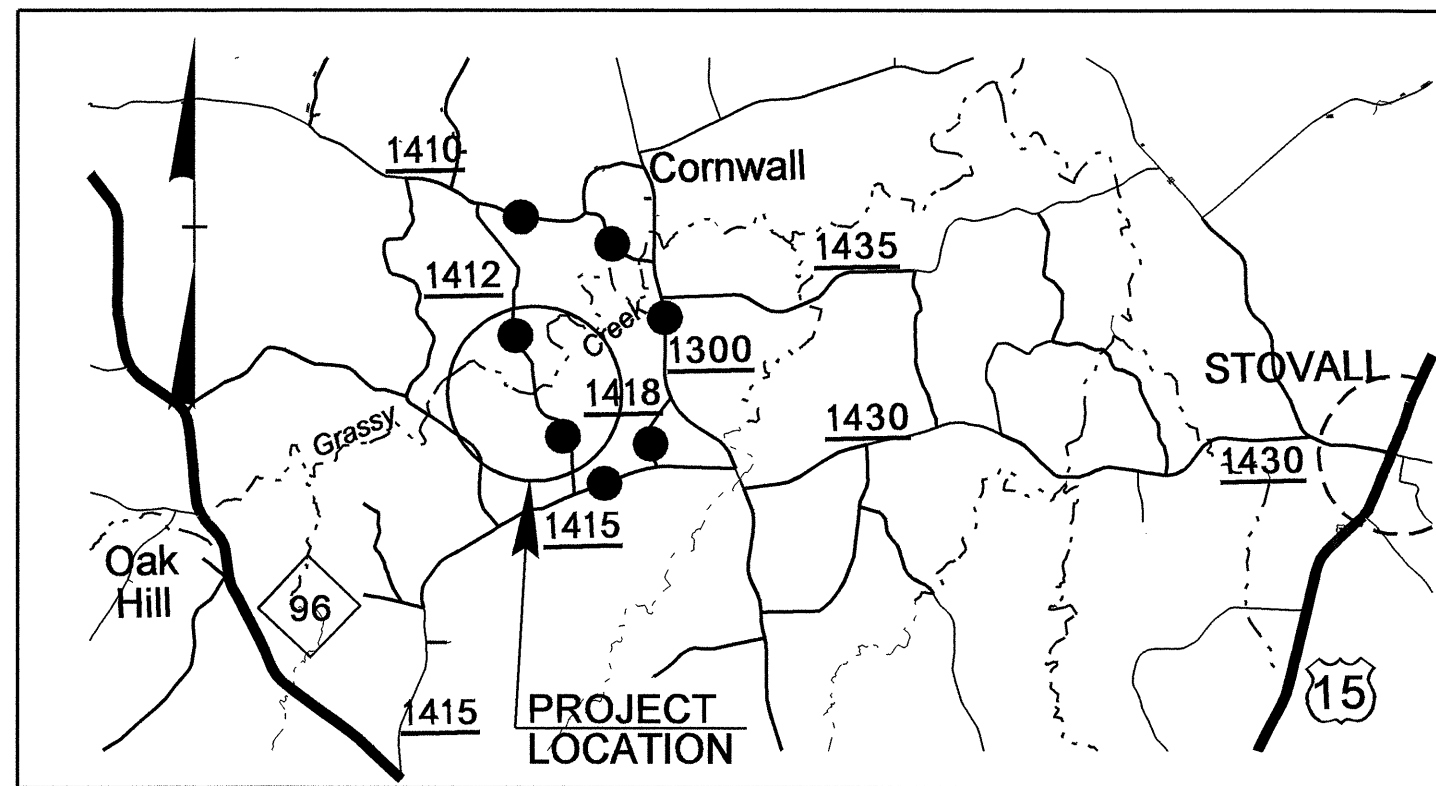 1410
Cornwall
1412
1435
Creek
1300
STOVALL
1418
1430
Grassy
1430
1415
Oak
Hill
96
15
1415
PROJECT
LOCATION